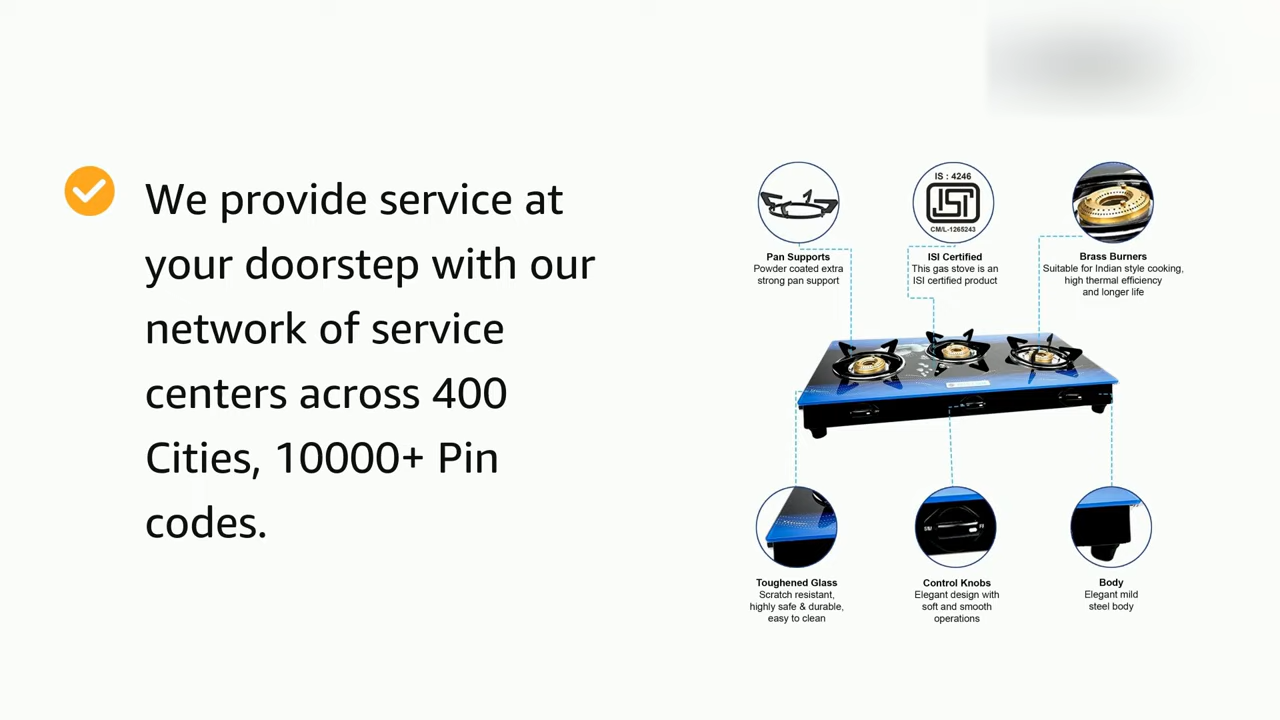 We provide service at
your doorstep with our
network of service
centers across 400
Cities, 10000+ Pin
codes.
IS : 4246
ISI
CM/L-1265243
Pan Supports
Powder coated extra
strong pan support
ISI Certified
This gas stove is an
ISI certified product
Brass Burners
Suitable for Indian style cooking,
high thermal efficiency
and longer life
Toughened Glass
Scratch resistant,
highly safe & durable,
easy to clean
Control Knobs
Elegant design with
soft and smooth
operations
Body
Elegant mild
steel body